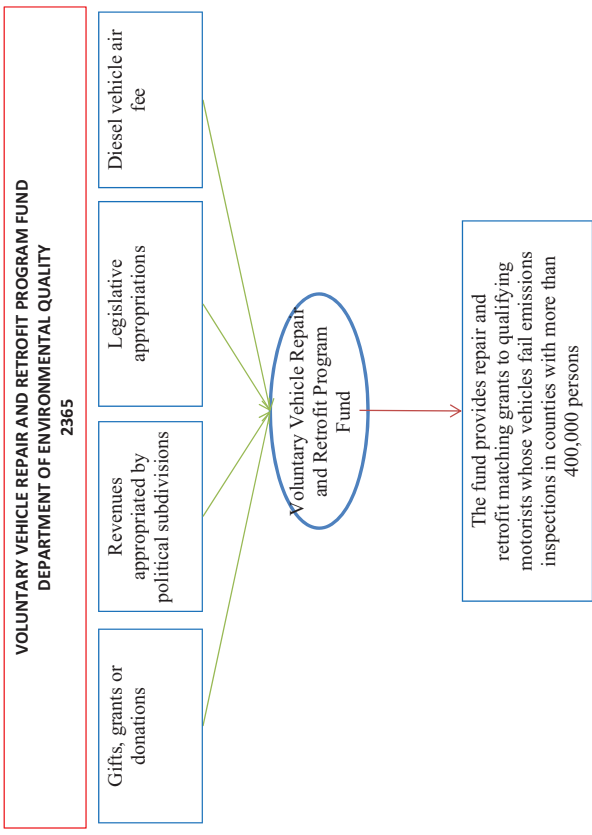 VOLUNTARY VEHICLE REPAIR AND RETROFIT PROGRAM FUND
DEPARTMENT OF ENVIRONMENTAL QUALITY
2365
Gifts, grants or
donations
Revenues
appropriated by
political subdivisions
Legislative
appropriations
Diesel vehicle air
fee
Voluntary Vehicle Repair
and Retrofit Program
Fund
The fund provides repair and
retrofit matching grants to qualifying
motorists whose vehicles fail emissions
inspections in counties with more than
400,000 persons